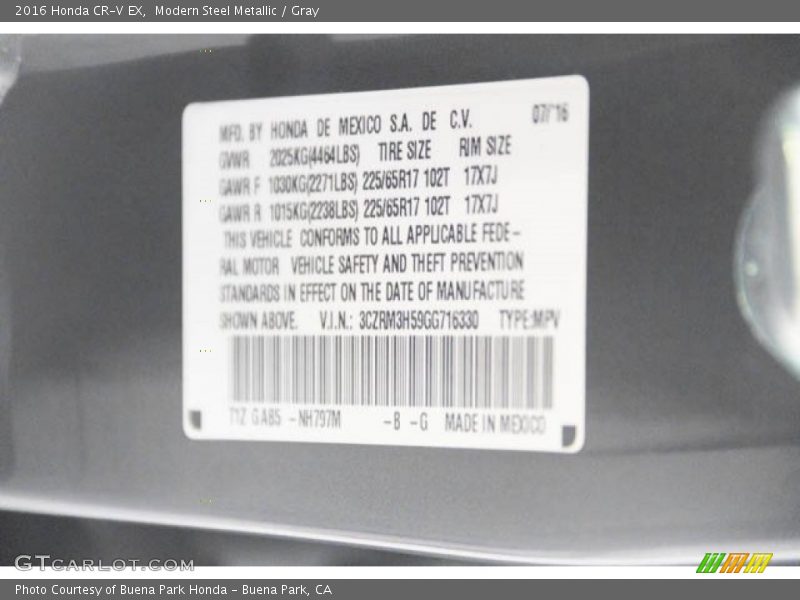 2016 Honda CR-V EX, Modern Steel Metallic / Gray
MFD. BY HONDA DE MEXICO S.A. DE C.V. 07/'16
GVWR 2025KG(4464LBS) TIRE SIZE RIM SIZE
GAWR F 1030KG(2271LBS) 225/65R17 102T 17X7J
GAWR R 1015KG(2238LBS) 225/65R17 102T 17X7J
THIS VEHICLE CONFORMS TO ALL APPLICABLE FEDE-
RAL MOTOR VEHICLE SAFETY AND THEFT PREVENTION
STANDARDS IN EFFECT ON THE DATE OF MANUFACTURE
SHOWN ABOVE. V.I.N.: 3CZRM3H59GG716330 TYPE:MPV
T1Z GA85 -NH797M -B -G MADE IN MEXICO
GTCARLOT.COM
Photo Courtesy of Buena Park Honda - Buena Park, CA